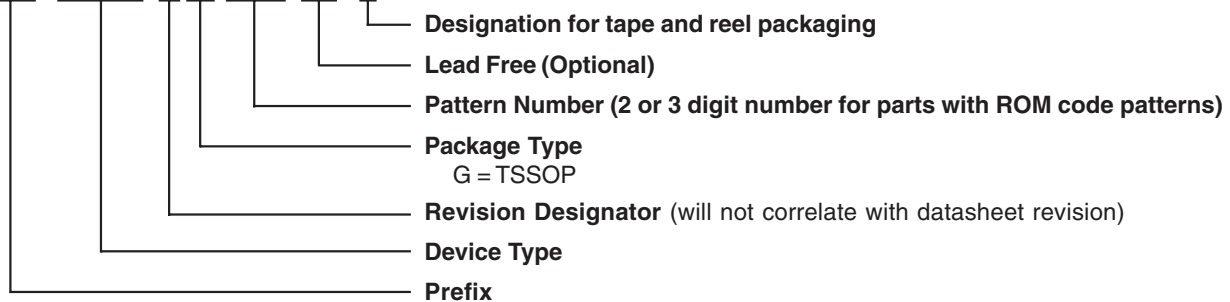 Designation for tape and reel packaging
Lead Free (Optional)
Pattern Number (2 or 3 digit number for parts with ROM code patterns)
Package Type
G = TSSOP
Revision Designator (will not correlate with datasheet revision)
Device Type
Prefix